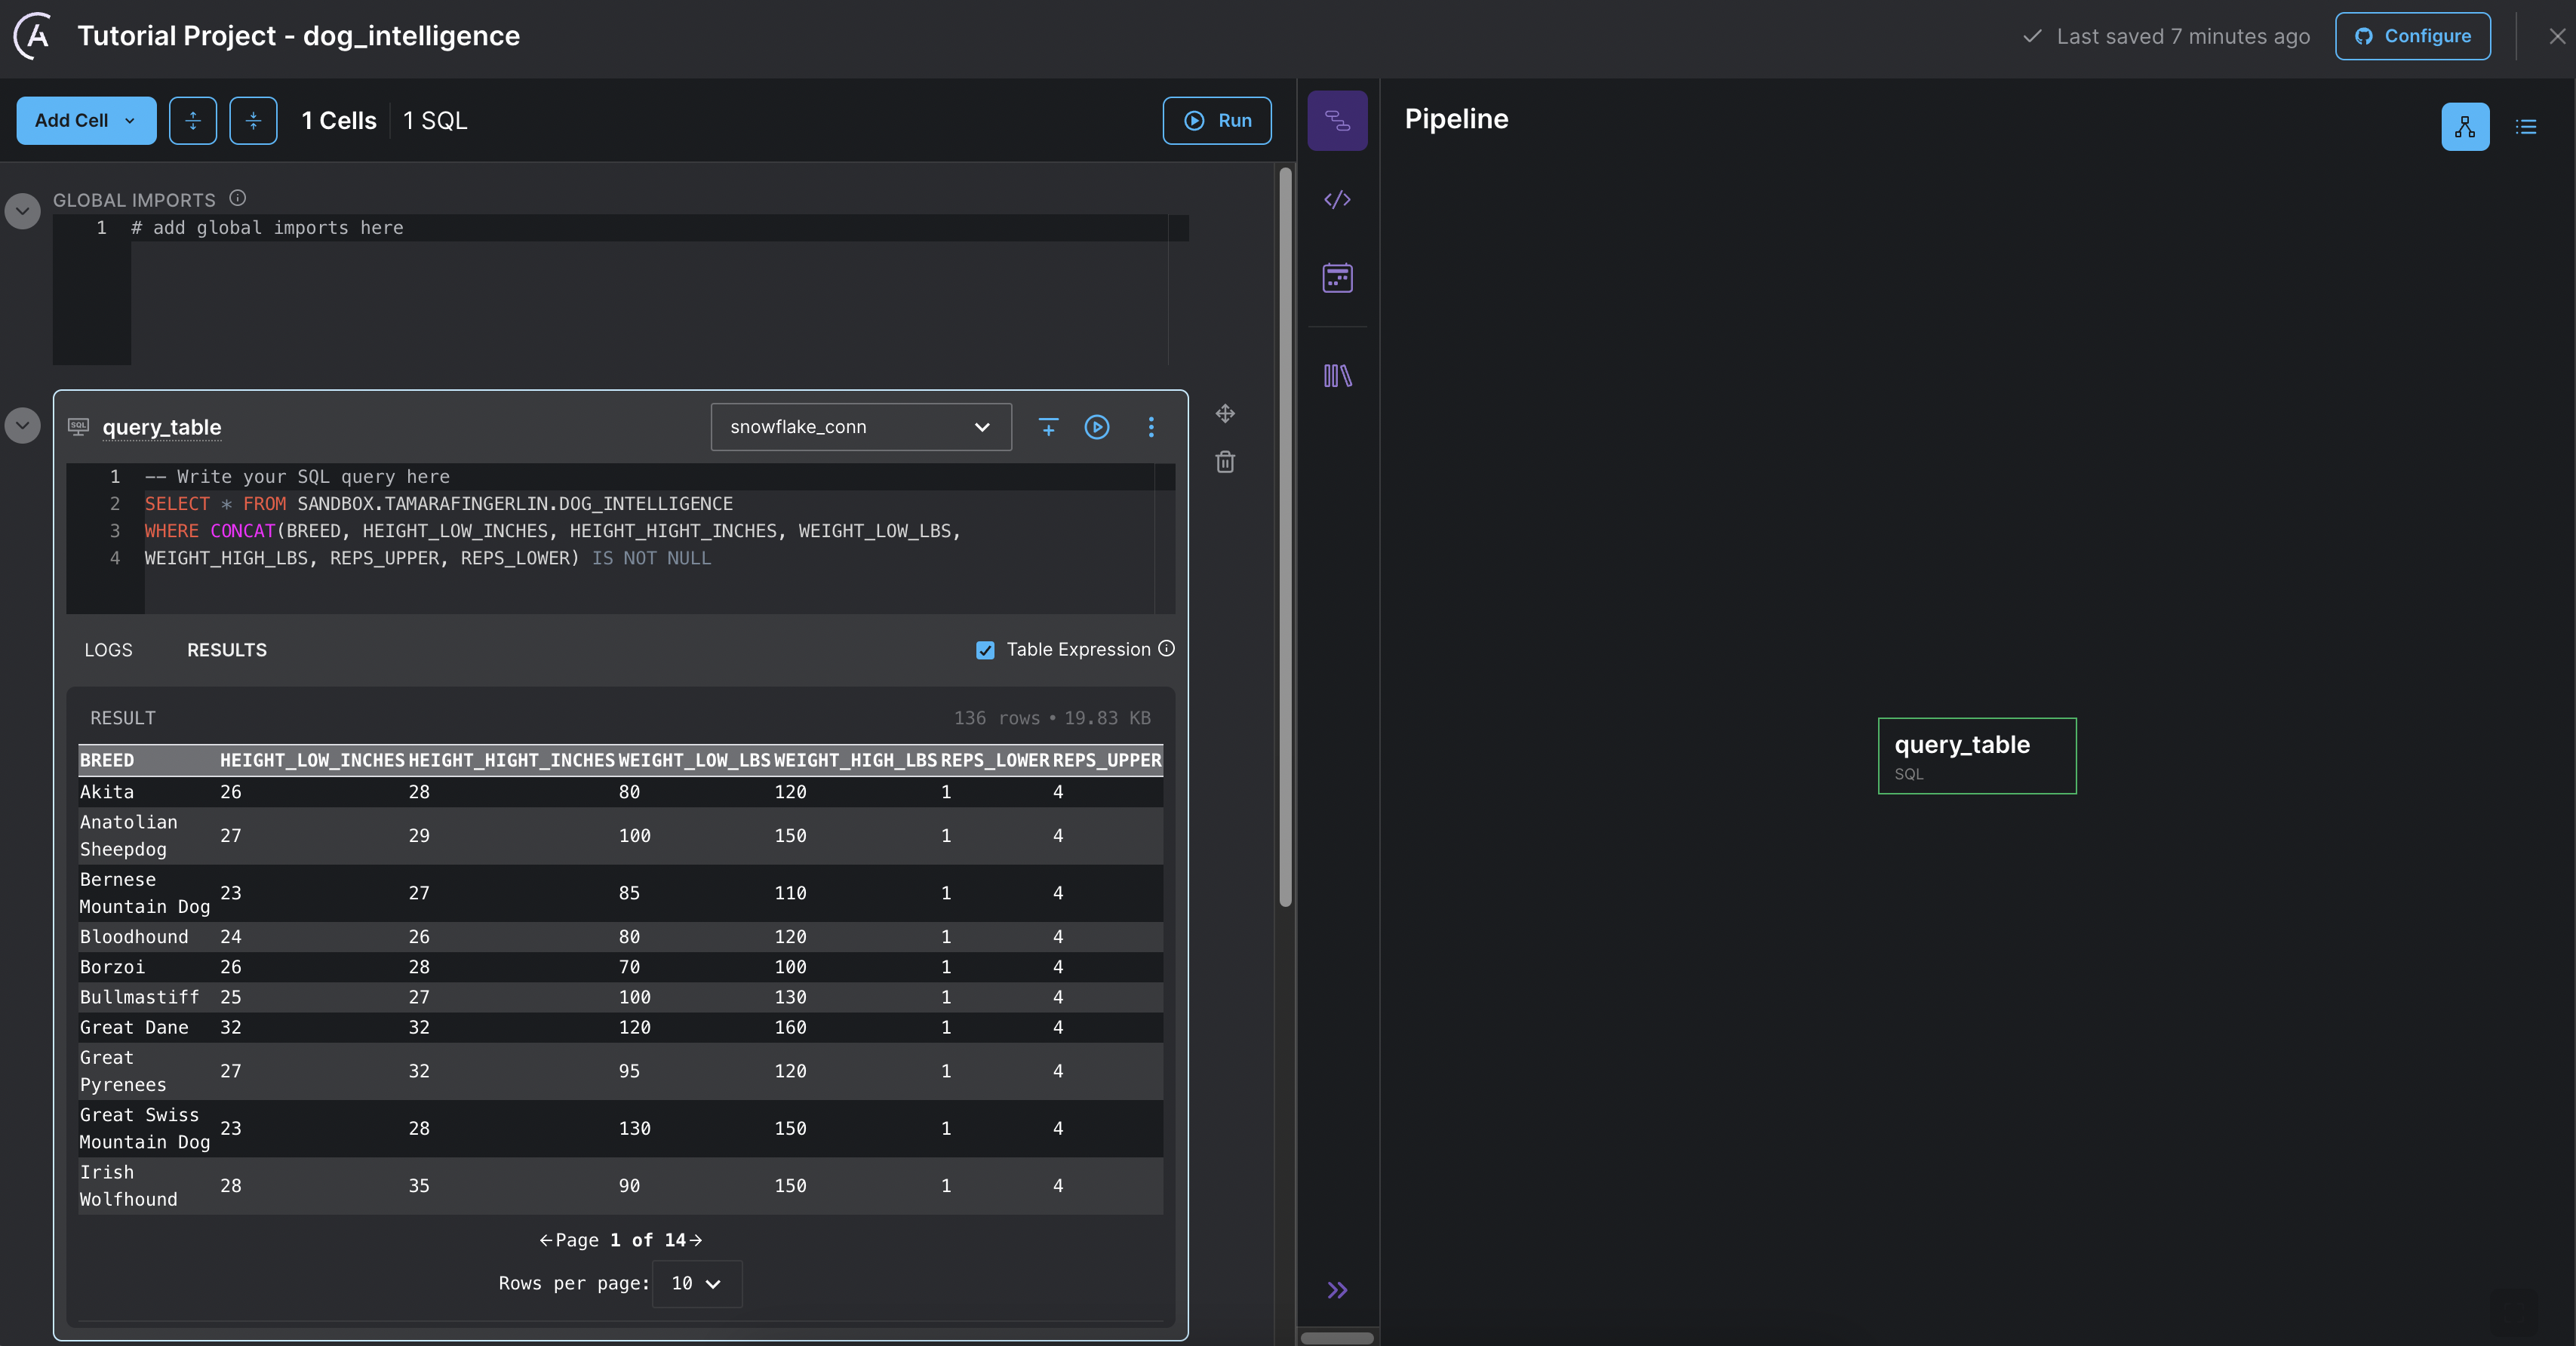 Tutorial Project - dog_intelligence
Last saved 7 minutes ago
Configure
Add Cell
1 Cells
1 SQL
Run
Pipeline
GLOBAL IMPORTS
1 # add global imports here
SQL
query_table
snowflake_conn
1 -- Write your SQL query here
2 SELECT * FROM SANDBOX.TAMARAFINGERLIN.DOG_INTELLIGENCE
3 WHERE CONCAT(BREED, HEIGHT_LOW_INCHES, HEIGHT_HIGHT_INCHES, WEIGHT_LOW_LBS,
4 WEIGHT_HIGH_LBS, REPS_UPPER, REPS_LOWER) IS NOT NULL
LOGS
RESULTS
Table Expression
RESULT
136 rows • 19.83 KB
BREED HEIGHT_LOW_INCHES HEIGHT_HIGHT_INCHES WEIGHT_LOW_LBS WEIGHT_HIGH_LBS REPS_LOWER REPS_UPPER
Akita 26 28 80 120 1 4
Anatolian
Sheepdog 27 29 100 150 1 4
Bernese
Mountain Dog 23 27 85 110 1 4
Bloodhound 24 26 80 120 1 4
Borzoi 26 28 70 100 1 4
Bullmastiff 25 27 100 130 1 4
Great Dane 32 32 120 160 1 4
Great
Pyrenees 27 32 95 120 1 4
Great Swiss
Mountain Dog 23 28 130 150 1 4
Irish
Wolfhound 28 35 90 150 1 4
←Page 1 of 14→
Rows per page: 10
query_table
SQL